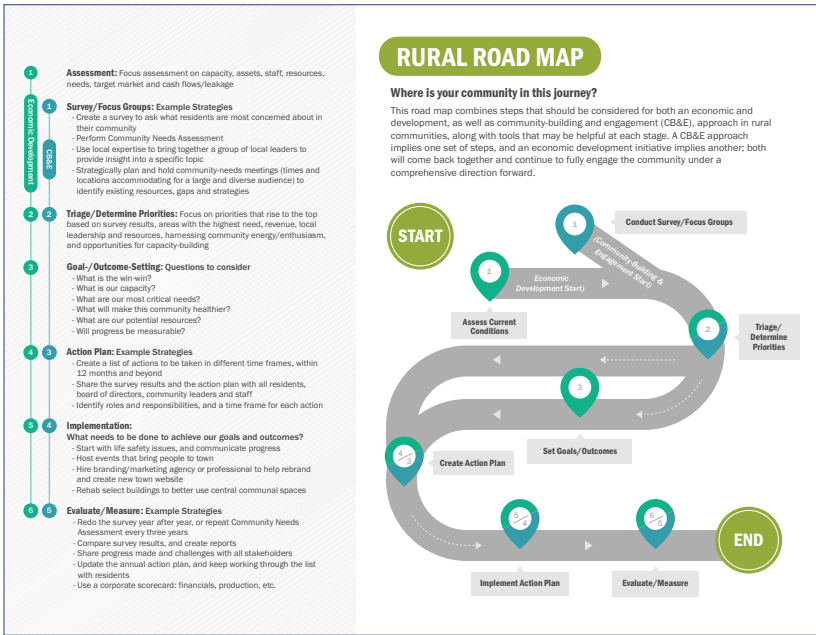 1
Assessment: Focus assessment on capacity, assets, staff, resources,
needs, target market and cash flows/leakage
Economic Development
1
CB&E
Survey/Focus Groups: Example Strategies
- Create a survey to ask what residents are most concerned about in
their community
- Perform Community Needs Assessment
- Use local expertise to bring together a group of local leaders to
provide insight into a specific topic
- Strategically plan and hold community-needs meetings (times and
locations accommodating for a large and diverse audience) to
identify existing resources, gaps and strategies
2 2
Triage/Determine Priorities: Focus on priorities that rise to the top
based on survey results, areas with the highest need, revenue, local
leadership and resources, harnessing community energy/enthusiasm,
and opportunities for capacity-building
3
Goal-/Outcome-Setting: Questions to consider
- What is the win-win?
- What is our capacity?
- What are our most critical needs?
- What will make this community healthier?
- What are our potential resources?
- Will progress be measurable?
4 3
Action Plan: Example Strategies
- Create a list of actions to be taken in different time frames, within
12 months and beyond
- Share the survey results and the action plan with all residents,
board of directors, community leaders and staff
- Identify roles and responsibilities, and a time frame for each action
5 4
Implementation:
What needs to be done to achieve our goals and outcomes?
- Start with life safety issues, and communicate progress
- Host events that bring people to town
- Hire branding/marketing agency or professional to help rebrand
and create new town website
- Rehab select buildings to better use central communal spaces
6 5
Evaluate/Measure: Example Strategies
- Redo the survey year after year, or repeat Community Needs
Assessment every three years
- Compare survey results, and create reports
- Share progress made and challenges with all stakeholders
- Update the annual action plan, and keep working through the list
with residents
- Use a corporate scorecard: financials, production, etc.
RURAL ROAD MAP
Where is your community in this journey?
This road map combines steps that should be considered for both an economic and
development, as well as community-building and engagement (CB&E), approach in rural
communities, along with tools that may be helpful at each stage. A CB&E approach
implies one set of steps, and an economic development initiative implies another; both
will come back together and continue to fully engage the community under a
comprehensive direction forward.
START
1
Conduct Survey/Focus Groups
(Community-Building &
Engagement Start)
1
Economic
Development Start)
Assess Current
Conditions
2
Triage/
Determine
Priorities
3
Set Goals/Outcomes
4/3
Create Action Plan
5/4
Implement Action Plan
6/5
Evaluate/Measure
END